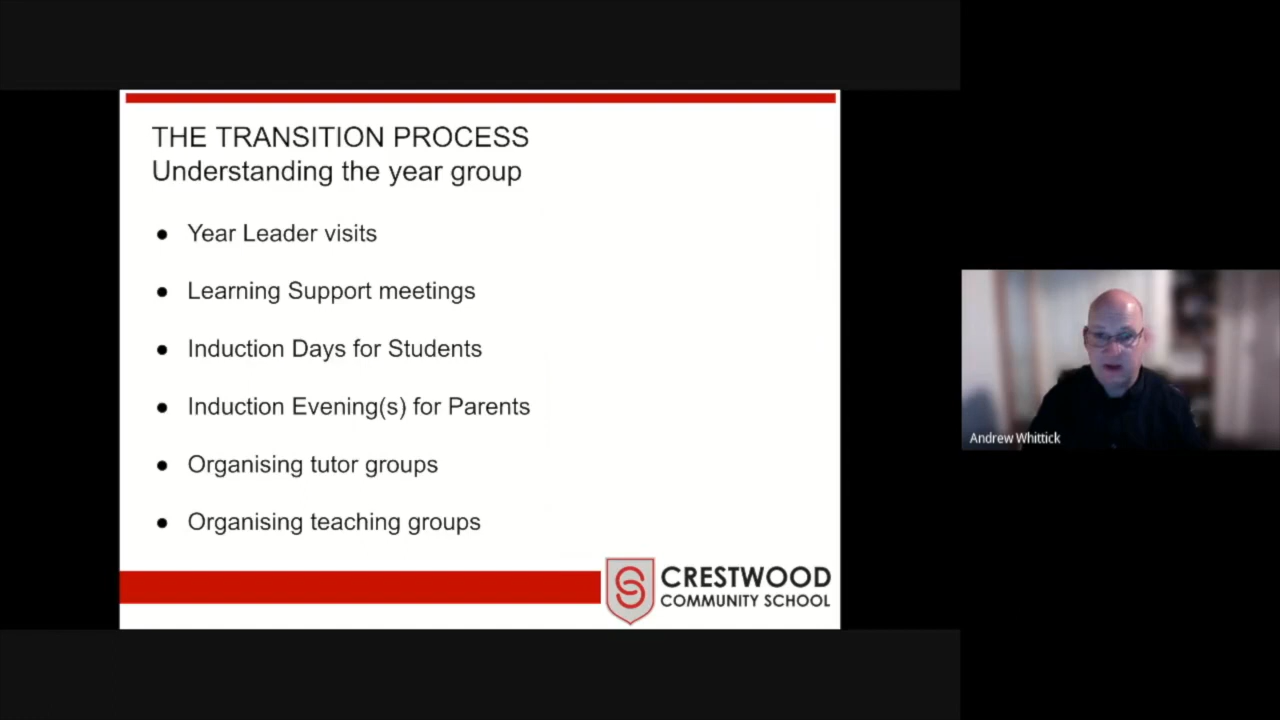 THE TRANSITION PROCESS
Understanding the year group
● Year Leader visits
● Learning Support meetings
● Induction Days for Students
● Induction Evening(s) for Parents
● Organising tutor groups
● Organising teaching groups
CRESTWOOD
COMMUNITY SCHOOL
Andrew Whittick